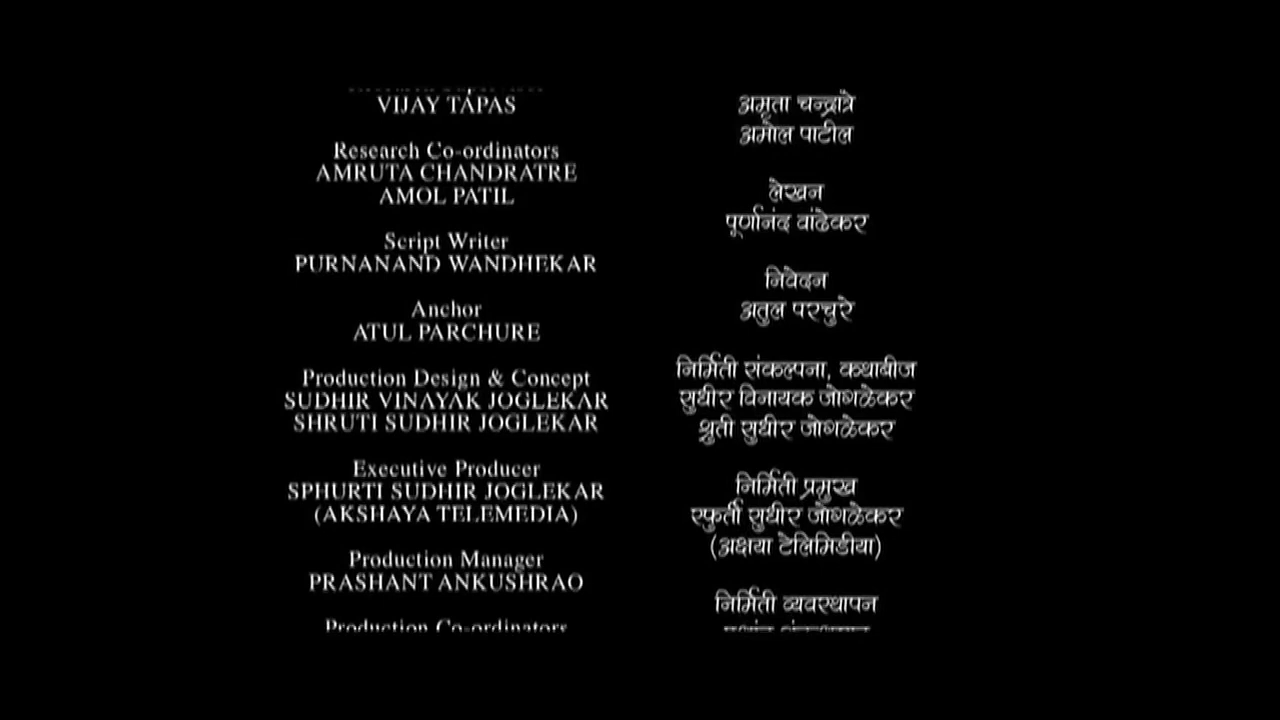 VIJAY TAPAS
Research Co-ordinators
AMRUTA CHANDRATRE
AMOL PATIL
Script Writer
PURNANAND WANDHEKAR
Anchor
ATUL PARCHURE
Production Design & Concept
SUDHIR VINAYAK JOGLEKAR
SHRUTI SUDHIR JOGLEKAR
Executive Producer
SPHURTI SUDHIR JOGLEKAR
(AKSHAYA TELEMEDIA)
Production Manager
PRASHANT ANKUSHRAO
Production Co-ordinators
अमृता चन्द्रात्रे
अमोल पाटील
लेखन
पूर्णानंद वांढेकर
निवेदन
अतुल परचुरे
निर्मिती संकल्पना, कथाबीज
सुधीर विनायक जोगळेकर
श्रुती सुधीर जोगळेकर
निर्मिती प्रमुख
स्फुर्ती सुधीर जोगळेकर
(अक्षया टेलिमिडीया)
निर्मिती व्यवस्थापन